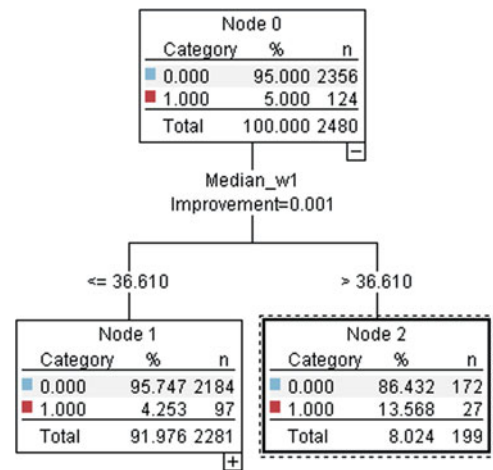 Node 0
Category % n
0.000 95.000 2356
1.000 5.000 124
Total 100.000 2480
Median_w1
Improvement=0.001
<= 36.610
> 36.610
Node 1
Category % n
0.000 95.747 2184
1.000 4.253 97
Total 91.976 2281
Node 2
Category % n
0.000 86.432 172
1.000 13.568 27
Total 8.024 199